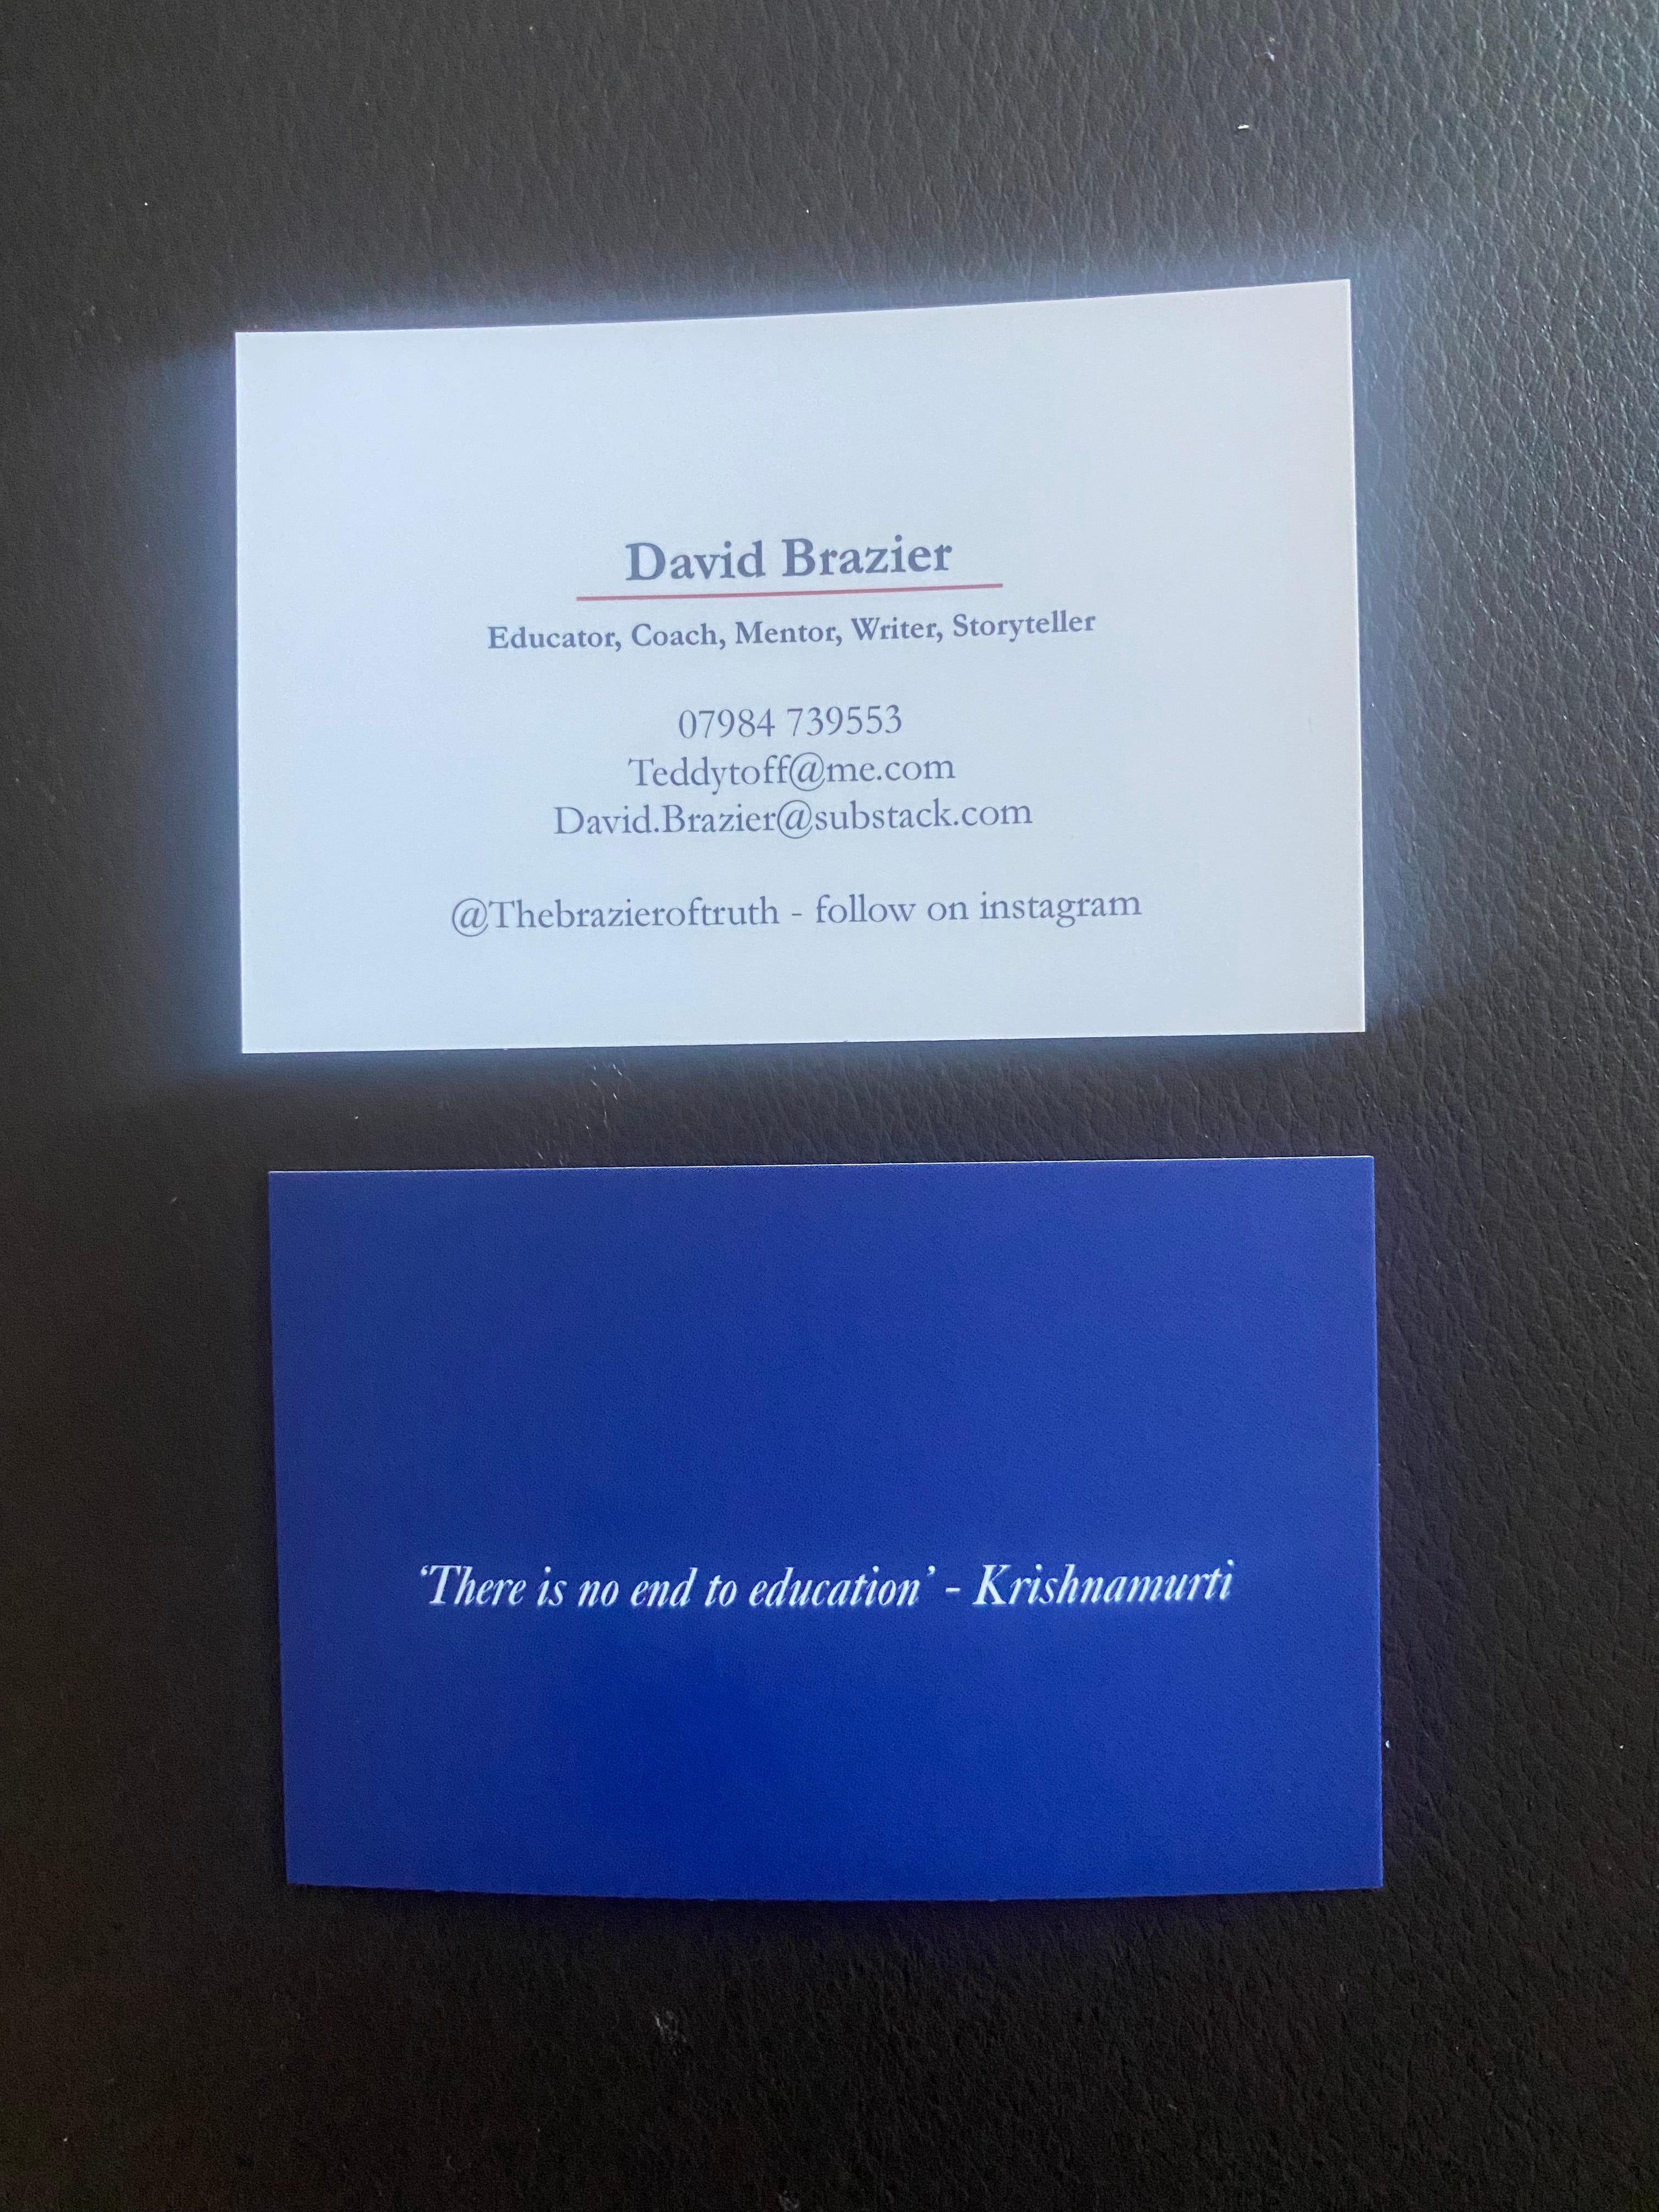 David Brazier
Educator, Coach, Mentor, Writer, Storyteller
07984 739553
Teddytoff@me.com
David.Brazier@substack.com
@Thebrazieroftruth - follow on instagram
‘There is no end to education’ - Krishnamurti